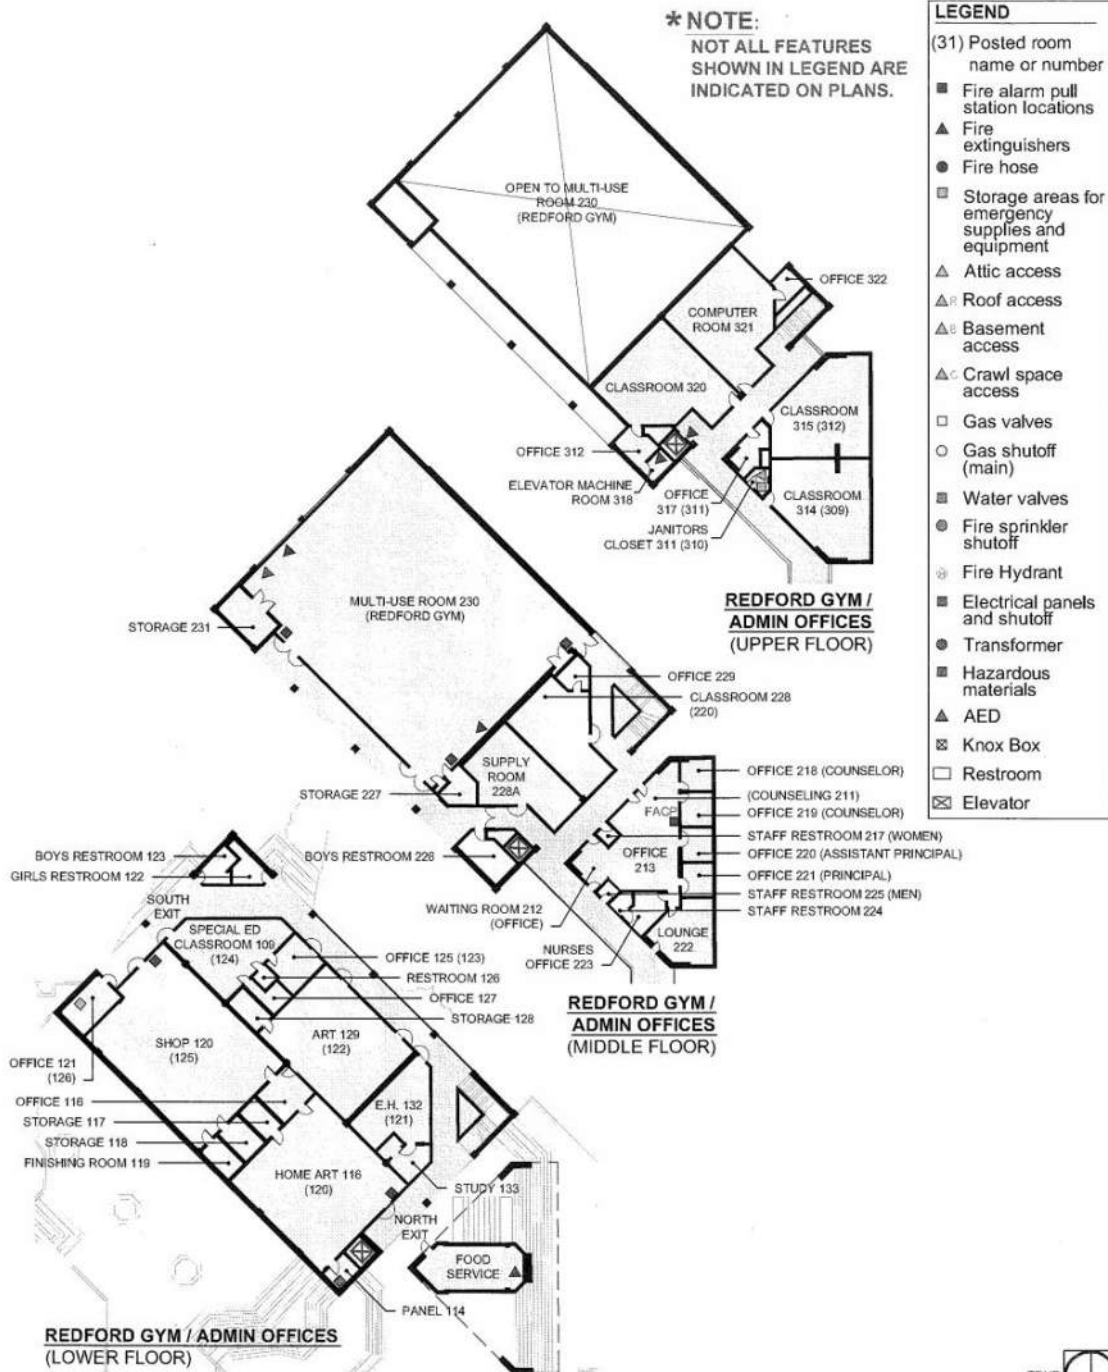 *NOTE:
NOT ALL FEATURES
SHOWN IN LEGEND ARE
INDICATED ON PLANS.
LEGEND
(31) Posted room
name or number
Fire alarm pull
station locations
Fire
extinguishers
Fire hose
Storage areas for
emergency
supplies and
equipment
Attic access
R Roof access
B Basement
access
C Crawl space
access
Gas valves
Gas shutoff
(main)
Water valves
Fire sprinkler
shutoff
Fire Hydrant
Electrical panels
and shutoff
Transformer
Hazardous
materials
AED
Knox Box
Restroom
Elevator
OPEN TO MULTI-USE
ROOM 230
(REDFORD GYM)
OFFICE 322
COMPUTER
ROOM 321
CLASSROOM 320
CLASSROOM
315 (312)
OFFICE 312
ELEVATOR MACHINE
ROOM 318
OFFICE
317 (311)
CLASSROOM
314 (309)
JANITORS
CLOSET 311 (310)
REDFORD GYM /
ADMIN OFFICES
(UPPER FLOOR)
MULTI-USE ROOM 230
(REDFORD GYM)
STORAGE 231
OFFICE 229
CLASSROOM 228
(220)
SUPPLY
ROOM
228A
STORAGE 227
BOYS RESTROOM 226
OFFICE 218 (COUNSELOR)
(COUNSELING 211)
FACP
OFFICE 219 (COUNSELOR)
STAFF RESTROOM 217 (WOMEN)
OFFICE
213
OFFICE 220 (ASSISTANT PRINCIPAL)
OFFICE 221 (PRINCIPAL)
STAFF RESTROOM 225 (MEN)
STAFF RESTROOM 224
WAITING ROOM 212
(OFFICE)
LOUNGE
222
NURSES
OFFICE 223
REDFORD GYM /
ADMIN OFFICES
(MIDDLE FLOOR)
BOYS RESTROOM 123
GIRLS RESTROOM 122
SOUTH
EXIT
SPECIAL ED
CLASSROOM 109
(124)
OFFICE 125 (123)
RESTROOM 126
OFFICE 127
STORAGE 128
ART 129
(122)
SHOP 120
(125)
OFFICE 121
(126)
OFFICE 116
STORAGE 117
STORAGE 118
FINISHING ROOM 119
E.H. 132
(121)
HOME ART 116
(120)
STUDY 133
NORTH
EXIT
FOOD
SERVICE
PANEL 114
REDFORD GYM / ADMIN OFFICES
(LOWER FLOOR)